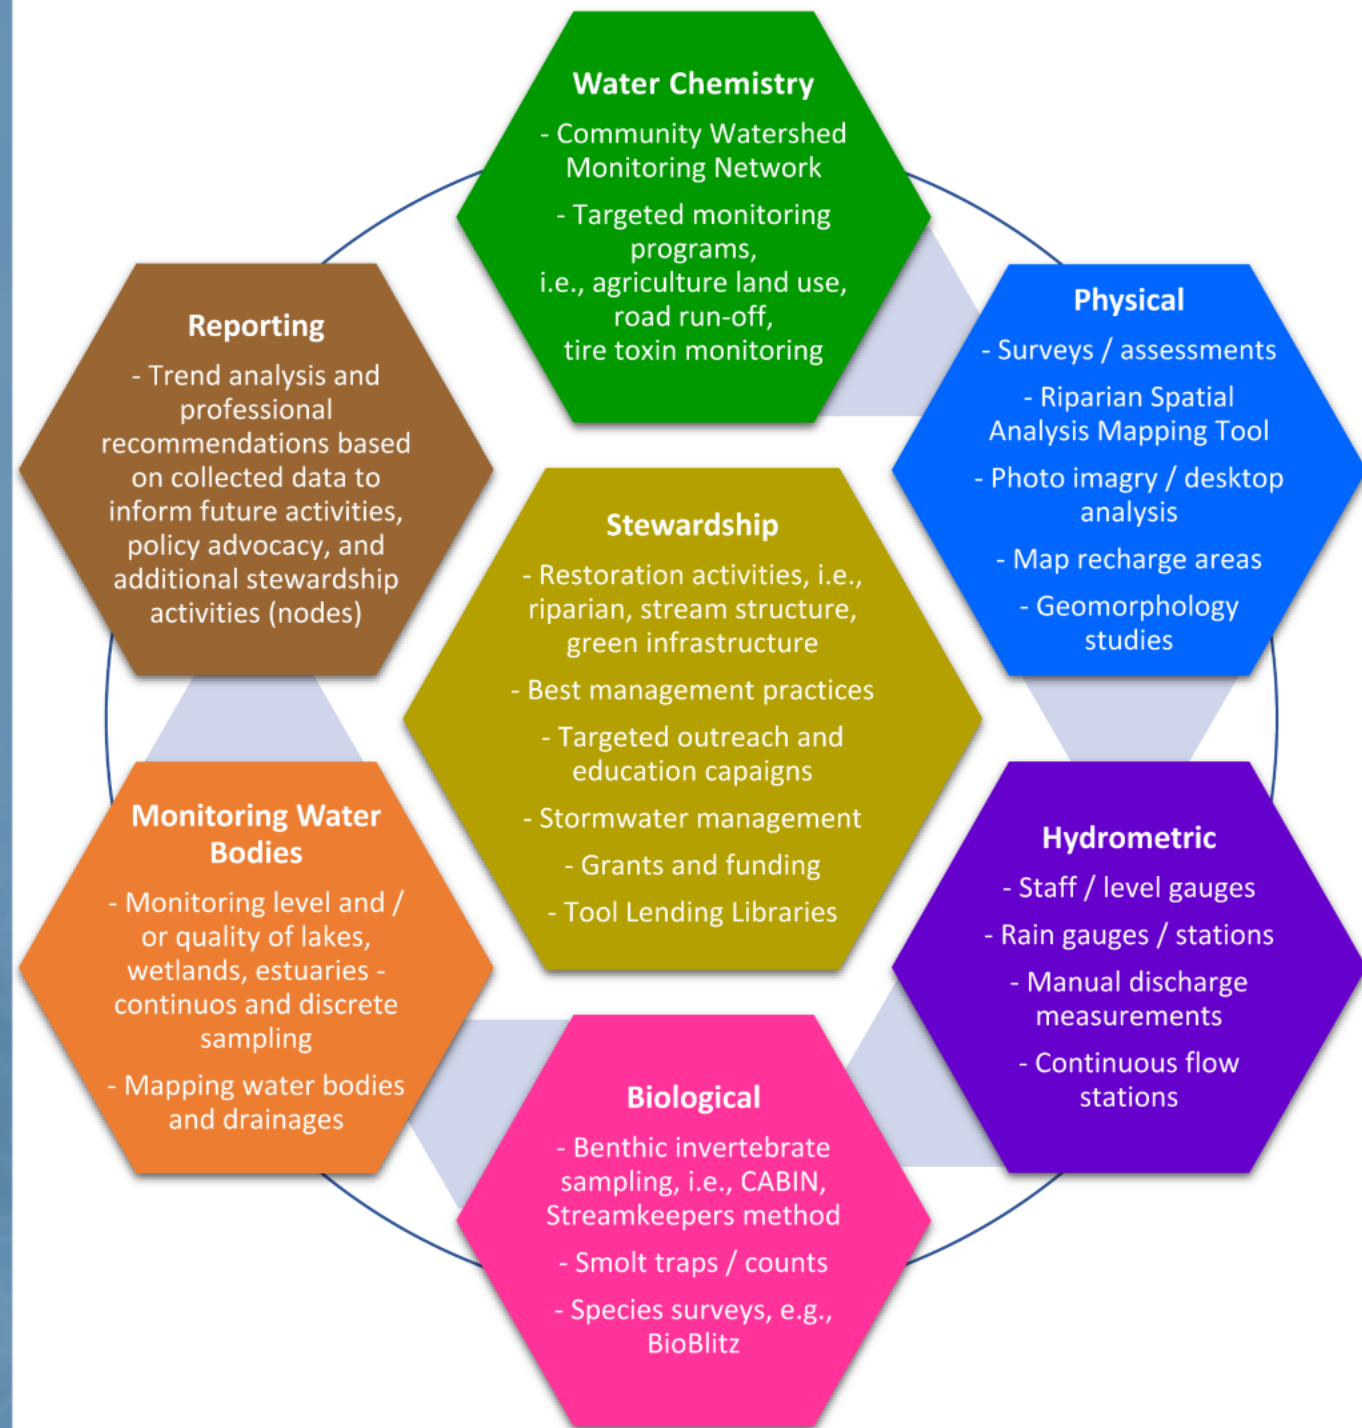 Water Chemistry
- Community Watershed
Monitoring Network
- Targeted monitoring
programs,
i.e., agriculture land use,
road run-off,
tire toxin monitoring
Physical
- Surveys / assessments
- Riparian Spatial
Analysis Mapping Tool
- Photo imagry / desktop
analysis
- Map recharge areas
- Geomorphology
studies
Reporting
- Trend analysis and
professional
recommendations based
on collected data to
inform future activities,
policy advocacy, and
additional stewardship
activities (nodes)
Stewardship
- Restoration activities, i.e.,
riparian, stream structure,
green infrastructure
- Best management practices
- Targeted outreach and
education capaigns
- Stormwater management
- Grants and funding
- Tool Lending Libraries
Monitoring Water
Bodies
- Monitoring level and /
or quality of lakes,
wetlands, estuaries -
continuos and discrete
sampling
- Mapping water bodies
and drainages
Hydrometric
- Staff / level gauges
- Rain gauges / stations
- Manual discharge
measurements
- Continuous flow
stations
Biological
- Benthic invertebrate
sampling, i.e., CABIN,
Streamkeepers method
- Smolt traps / counts
- Species surveys, e.g.,
BioBlitz